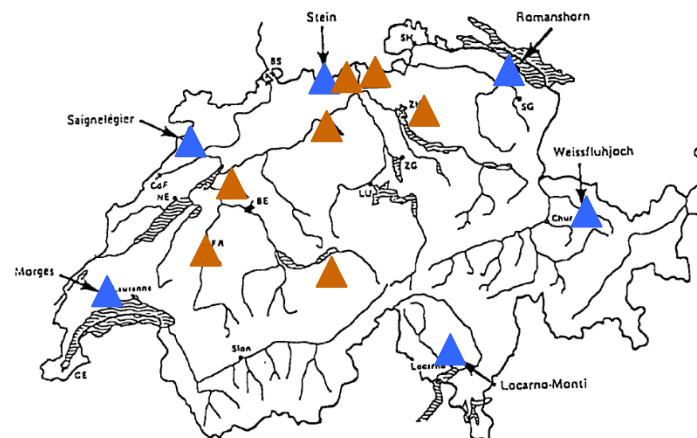 Stein
Romanshorn
SH
BS
SG
Saignelégier
Weissfluhjoch
CdF
ZG
NE
BE
LU
Chur
FR
Morges
Lausanne
Sion
Locarno
GE
Locarno-Monti